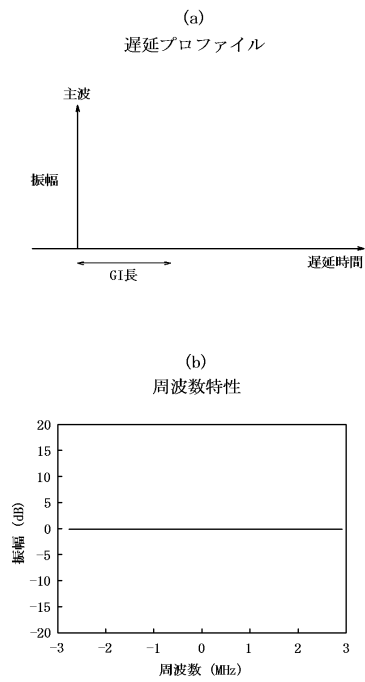 (a)
遅延プロファイル
主波
振幅
遅延時間
GI長
(b)
周波数特性
20
15
10
5
0
-5
-10
-15
-20
振幅 (dB)
-3 -2 -1 0 1 2 3
周波数 (MHz)